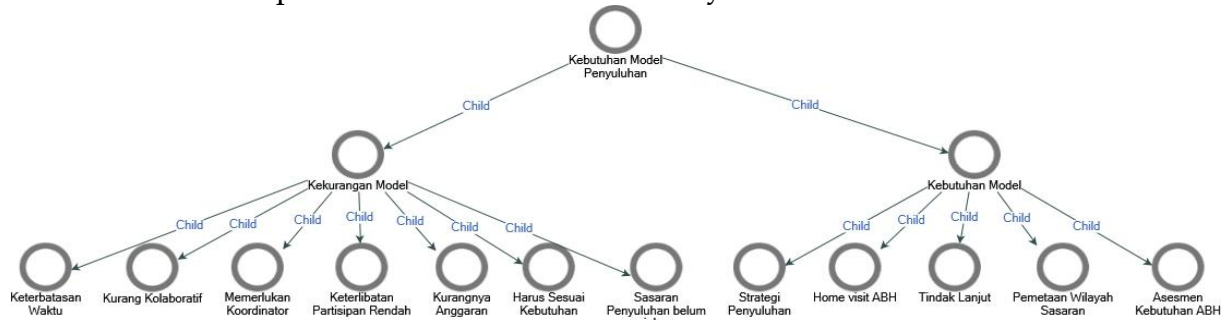 Kebutuhan Model
Penyuluhan
Child
Child
Kekurangan Model
Kebutuhan Model
Child
Child
Child
Child
Child
Child
Child
Child
Child
Child
Child
Child
Keterbatasan
Waktu
Kurang Kolaboratif
Memerlukan
Koordinator
Keterlibatan
Partisipan Rendah
Kurangnya
Anggaran
Harus Sesuai
Kebutuhan
Sasaran
Penyuluhan belum
Strategi
Penyuluhan
Home visit ABH
Tindak Lanjut
Pemetaan Wilayah
Sasaran
Asesmen
Kebutuhan ABH